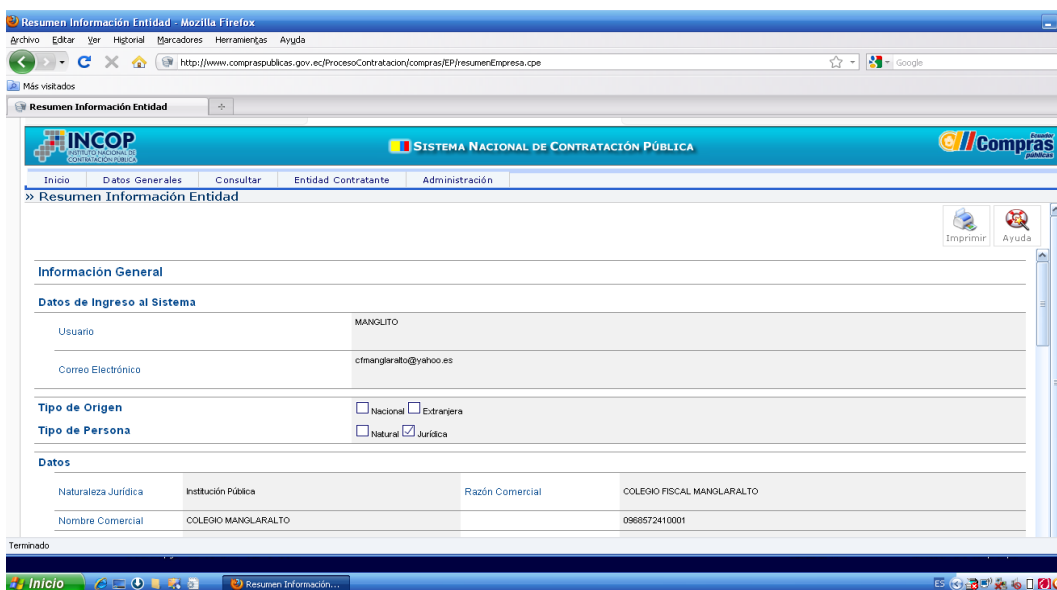 Resumen Información Entidad - Mozilla Firefox
Archivo Editar Ver Historial Marcadores Herramientas Ayuda
http://www.compraspublicas.gov.ec/ProcesoContratacion/compras/EP/resumenEmpresa.cpe
Google
Más visitados
Resumen Información Entidad
INCOP
INSTITUTO NACIONAL DE
CONTRATACIÓN PÚBLICA
SISTEMA NACIONAL DE CONTRATACIÓN PÚBLICA
Ecuador
Compras
públicas
Inicio Datos Generales Consultar Entidad Contratante Administración
» Resumen Información Entidad
Imprimir Ayuda
Información General
Datos de Ingreso al Sistema
Usuario MANGLITO
Correo Electrónico cfmanglaralto@yahoo.es
Tipo de Origen Nacional Extranjera
Tipo de Persona Natural Jurídica
Datos
Naturaleza Jurídica Institución Pública Razón Comercial COLEGIO FISCAL MANGLARALTO
Nombre Comercial COLEGIO MANGLARALTO 0968572410001
Terminado
Inicio Resumen Información... ES